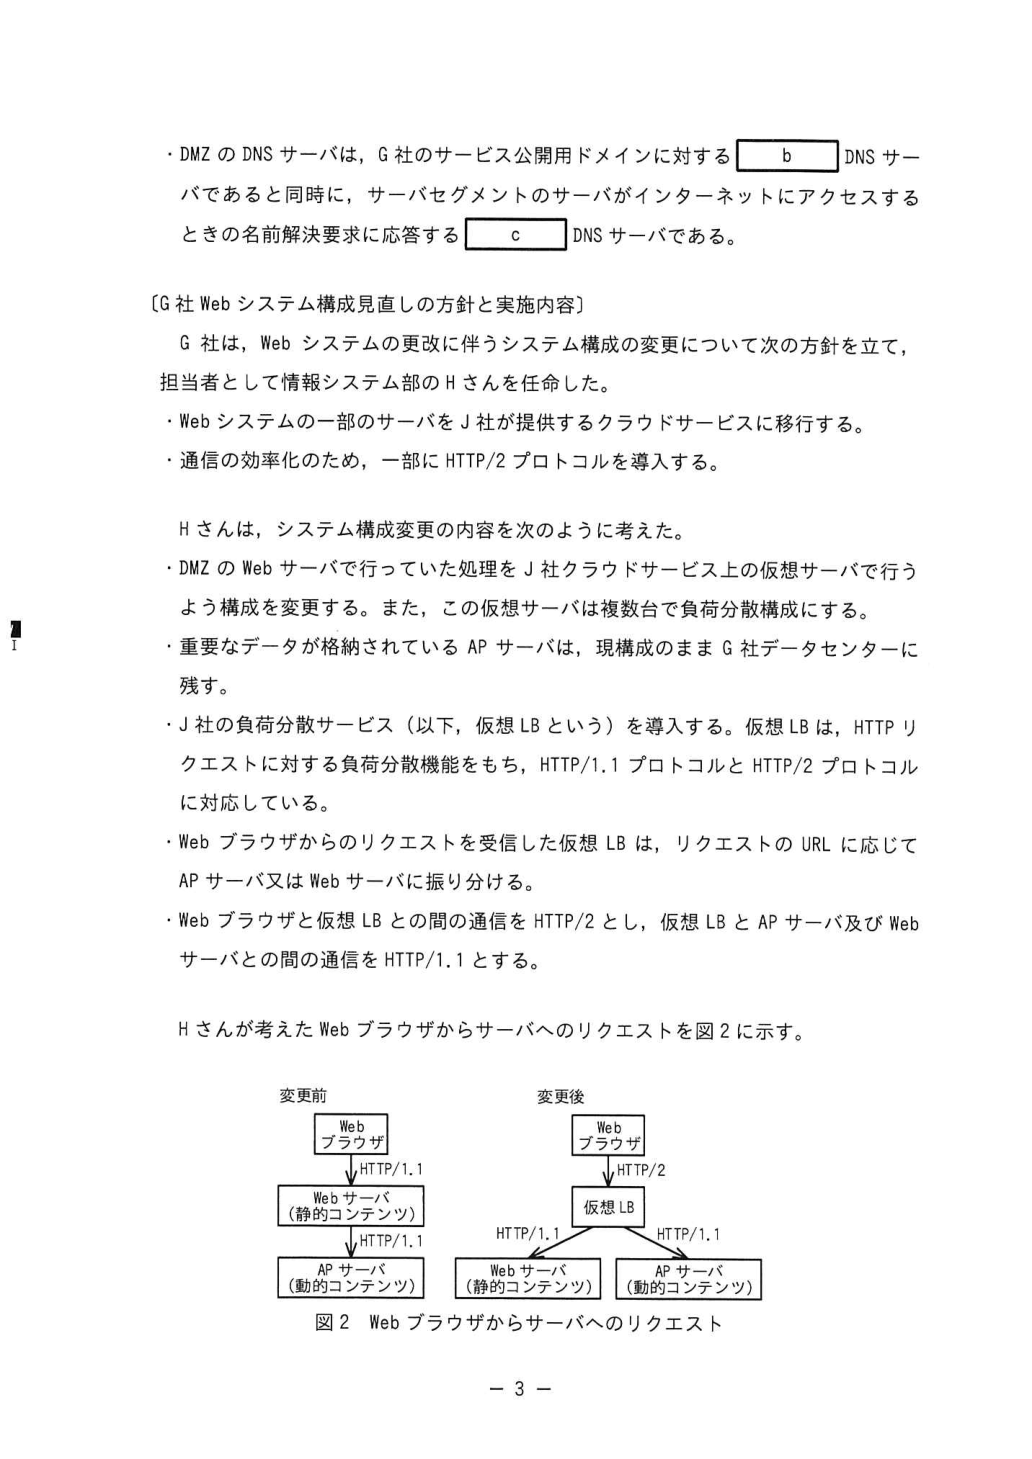 ・DMZ の DNS サーバは，G 社のサービス公開用ドメインに対する b DNS サー
バであると同時に，サーバセグメントのサーバがインターネットにアクセスする
ときの名前解決要求に応答する c DNS サーバである。
〔G 社 Web システム構成見直しの方針と実施内容〕
G 社は，Web システムの更改に伴うシステム構成の変更について次の方針を立て，
担当者として情報システム部の H さんを任命した。
・Web システムの一部のサーバを J 社が提供するクラウドサービスに移行する。
・通信の効率化のため，一部に HTTP/2 プロトコルを導入する。
H さんは，システム構成変更の内容を次のように考えた。
・DMZ の Web サーバで行っていた処理を J 社クラウドサービス上の仮想サーバで行う
よう構成を変更する。また，この仮想サーバは複数台で負荷分散構成にする。
・重要なデータが格納されている AP サーバは，現構成のまま G 社データセンターに
残す。
・J 社の負荷分散サービス（以下，仮想 LB という）を導入する。仮想 LB は，HTTP リ
クエストに対する負荷分散機能をもち，HTTP/1.1 プロトコルと HTTP/2 プロトコル
に対応している。
・Web ブラウザからのリクエストを受信した仮想 LB は，リクエストの URL に応じて
AP サーバ又は Web サーバに振り分ける。
・Web ブラウザと仮想 LB との間の通信を HTTP/2 とし，仮想 LB と AP サーバ及び Web
サーバとの間の通信を HTTP/1.1 とする。
H さんが考えた Web ブラウザからサーバへのリクエストを図 2 に示す。
変更前
Web
ブラウザ
HTTP/1.1
Web サーバ
（静的コンテンツ）
HTTP/1.1
AP サーバ
（動的コンテンツ）
変更後
Web
ブラウザ
HTTP/2
仮想 LB
HTTP/1.1
HTTP/1.1
Web サーバ
（静的コンテンツ）
AP サーバ
（動的コンテンツ）
図 2 Web ブラウザからサーバへのリクエスト
－ 3 －